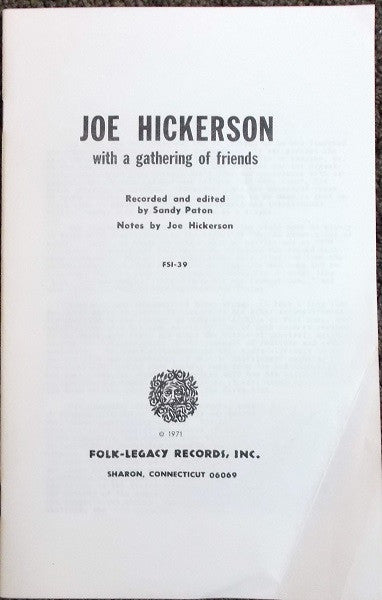 JOE HICKERSON
with a gathering of friends
Recorded and edited
by Sandy Paton
Notes by Joe Hickerson
FSI-39
© 1971
FOLK-LEGACY RECORDS, INC.
SHARON, CONNECTICUT 06069